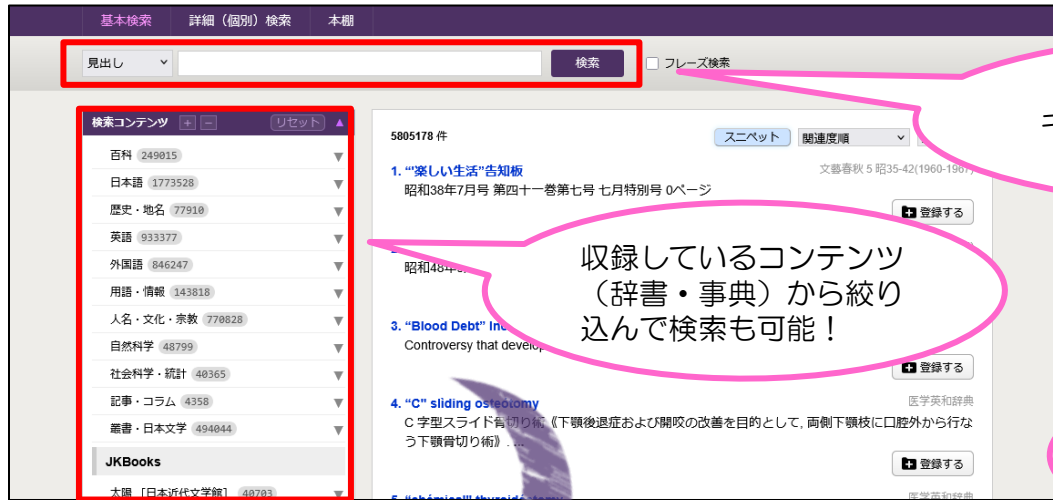 基本検索 詳細（個別）検索 本棚
見出し 検索 フレーズ検索
検索コンテンツ + − リセット ▲
百科 249015
日本語 1773528
歴史・地名 77910
英語 933377
外国語 846247
用語・情報 143818
人名・文化・宗教 770828
自然科学 48799
社会科学・統計 40365
記事・コラム 4358
叢書・日本文学 494044
JKBooks
太陽 [日本近代文学館] 40703
5805178 件 スニペット 関連度順
1. “'楽しい生活”告知板 文藝春秋 5 昭35-42(1960-1967)
昭和38年7月号 第四十一巻第七号 七月特別号 0ページ
登録する
収録しているコンテンツ
（辞書・事典）から絞り
込んで検索も可能！
昭和48年
3. “Blood Debt”
Controversy that
登録する
4. “C” sliding osteotomy 医学英和辞典
C 字型スライド骨切り術《下顎後退症および開咬の改善を目的として, 両側下顎枝に口腔外から行な
う下顎骨切り術》. ...
登録する
医学英和辞典